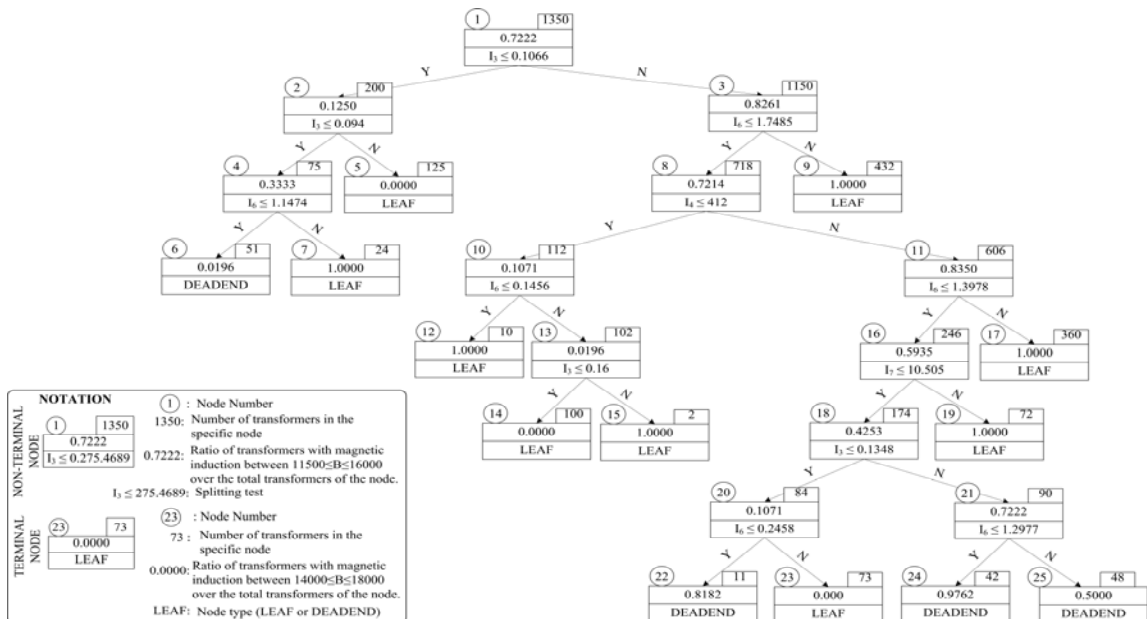 1 1350
0.7222
I₃ ≤ 0.1066
Y N
2 200
0.1250
I₃ ≤ 0.094
3 1150
0.8261
I₆ ≤ 1.7485
Y N
Y N
4 75
0.3333
I₆ ≤ 1.1474
5 125
0.0000
LEAF
8 718
0.7214
I₄ ≤ 412
9 432
1.0000
LEAF
Y N
Y N
6 51
0.0196
DEADEND
7 24
1.0000
LEAF
10 112
0.1071
I₆ ≤ 0.1456
11 606
0.8350
I₆ ≤ 1.3978
Y N
Y N
12 10
1.0000
LEAF
13 102
0.0196
I₃ ≤ 0.16
16 246
0.5935
I₇ ≤ 10.505
17 360
1.0000
LEAF
Y N
Y N
14 100
0.0000
LEAF
15 2
1.0000
LEAF
18 174
0.4253
I₃ ≤ 0.1348
19 72
1.0000
LEAF
Y N
20 84
0.1071
I₆ ≤ 0.2458
21 90
0.7222
I₆ ≤ 1.2977
Y N
Y N
22 11
0.8182
DEADEND
23 73
0.000
LEAF
24 42
0.9762
DEADEND
25 48
0.5000
DEADEND
NOTATION
NON-TERMINAL
NODE
1 1350
0.7222
I₃ ≤ 0.275.4689
1 : Node Number
1350: Number of transformers in the
specific node
0.7222: Ratio of transformers with magnetic
induction between 11500≤B≤16000
over the total transformers of the node.
I₃ ≤ 275.4689: Splitting test
TERMINAL
NODE
23 73
0.0000
LEAF
23 : Node Number
73 : Number of transformers in the
specific node
0.0000: Ratio of transformers with magnetic
induction between 14000≤B≤18000
over the total transformers of the node.
LEAF: Node type (LEAF or DEADEND)